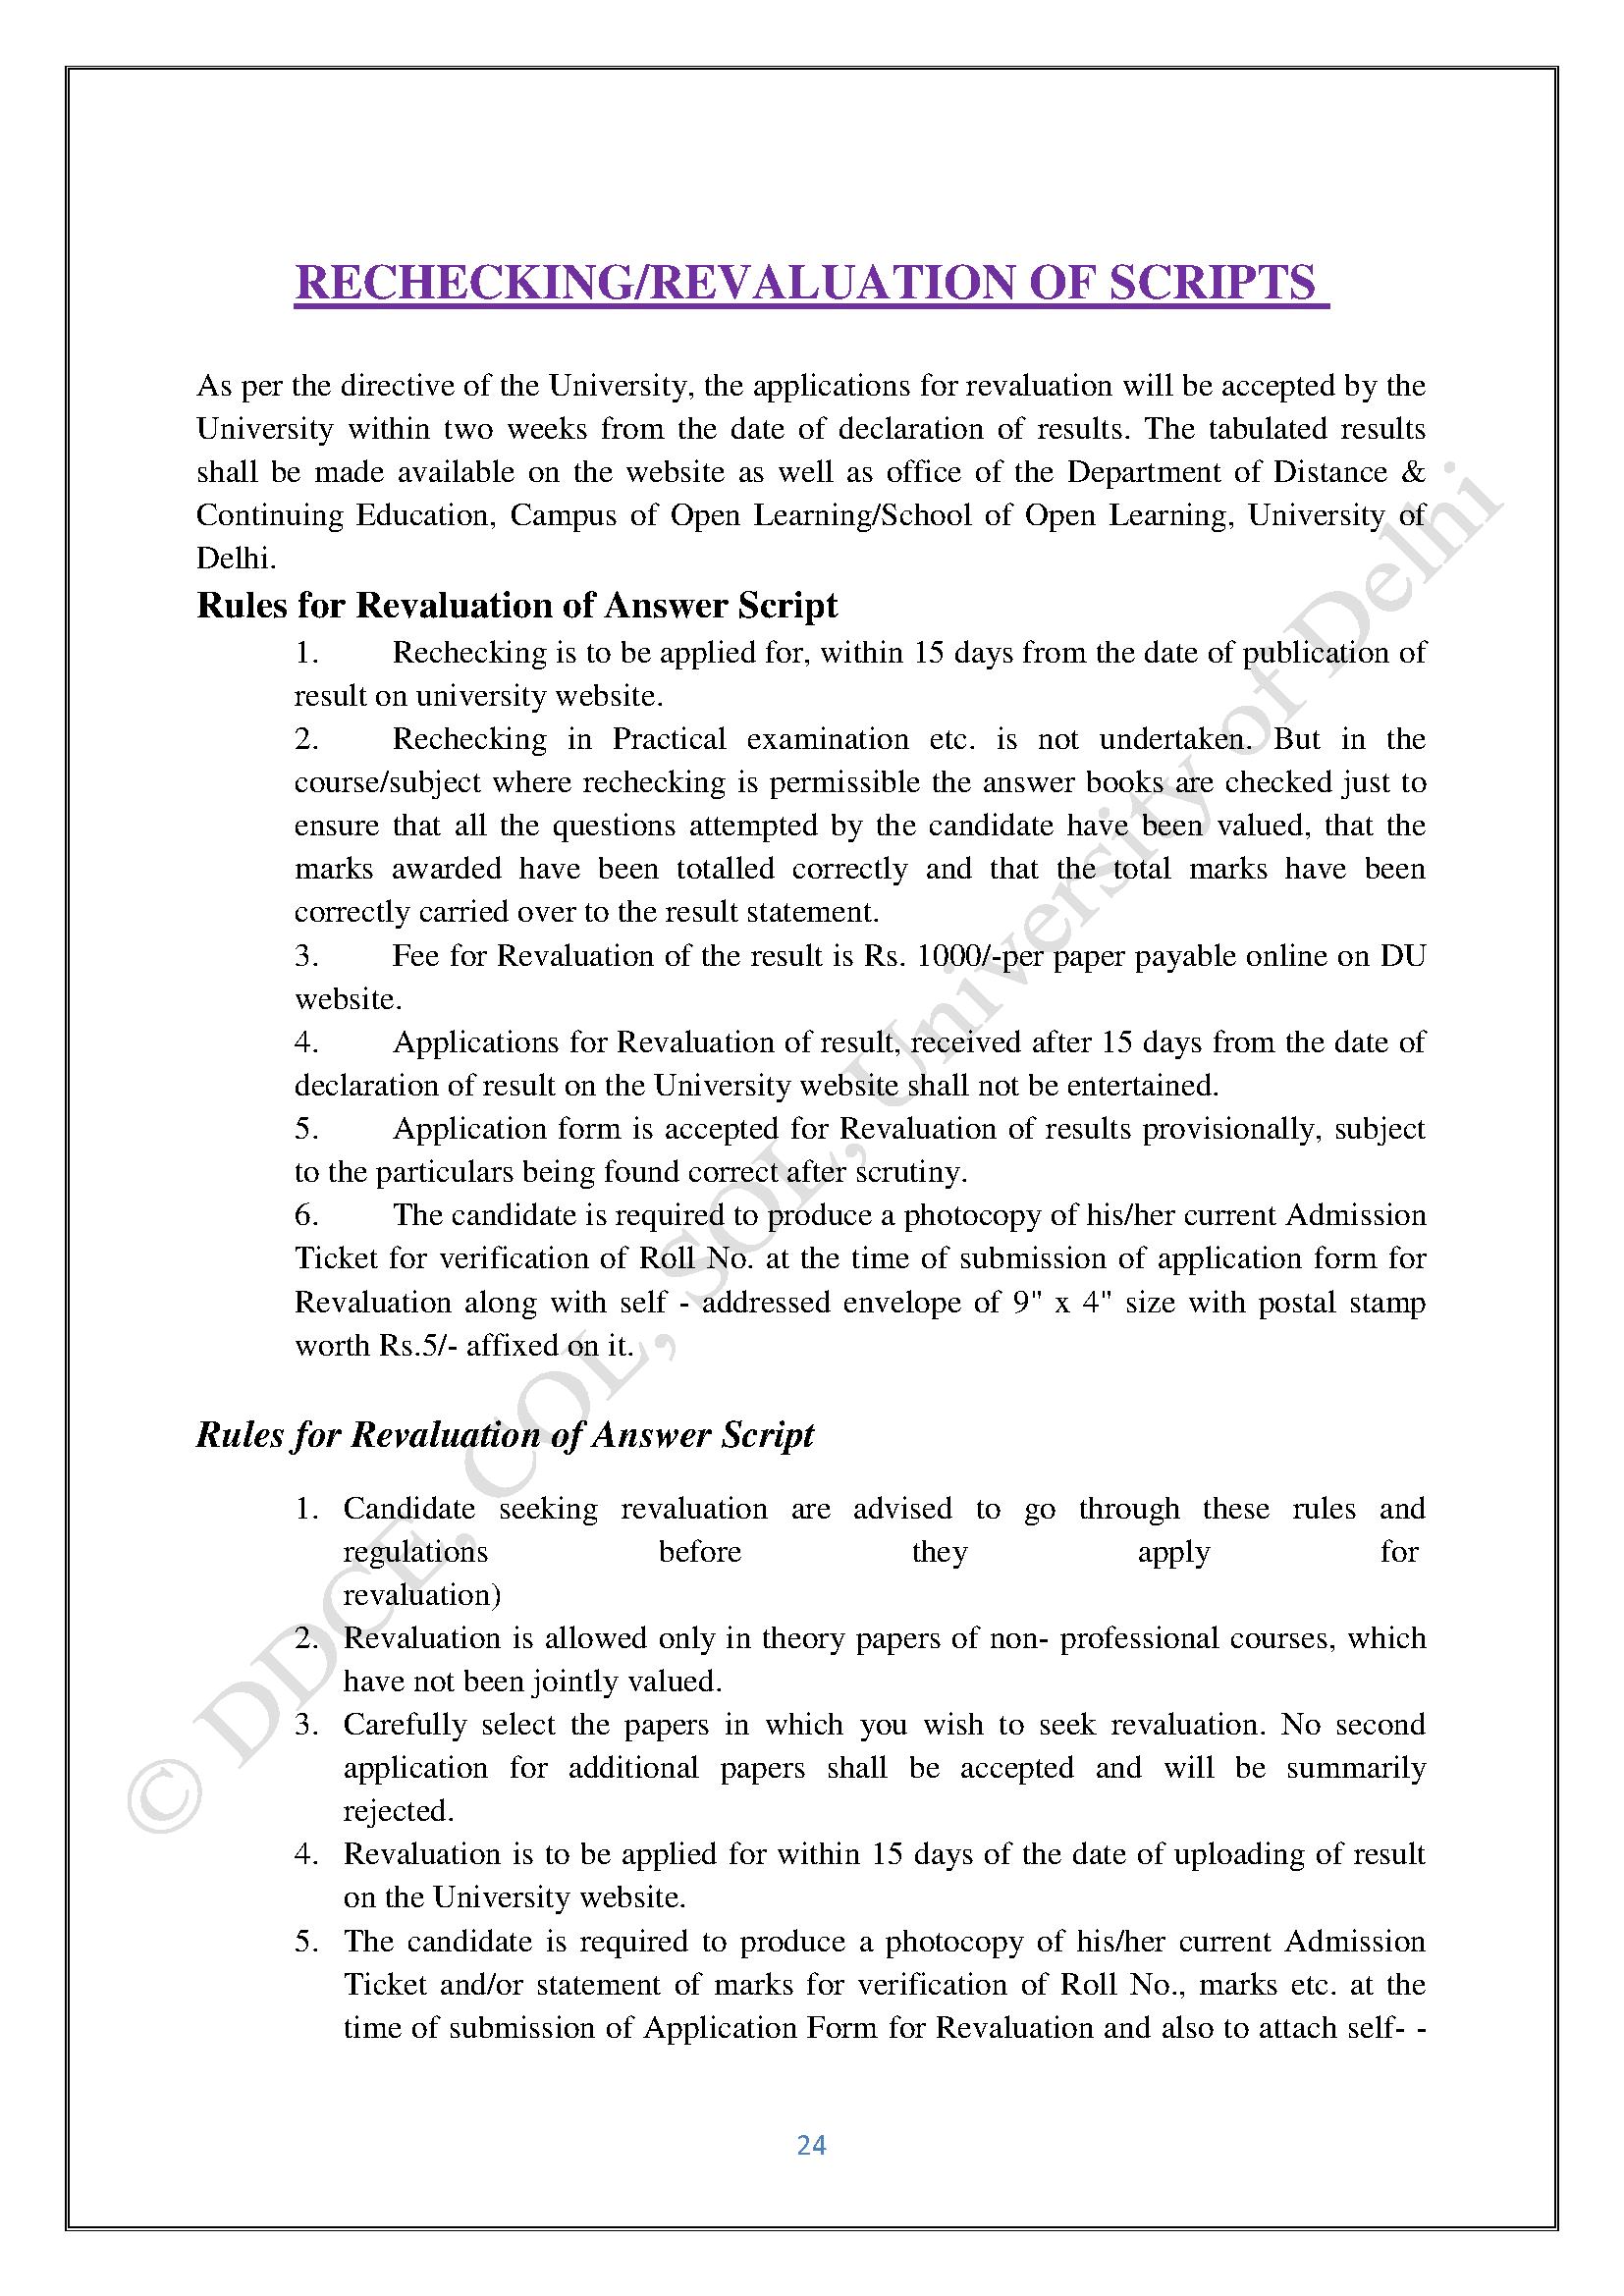 RECHECKING/REVALUATION OF SCRIPTS
As per the directive of the University, the applications for revaluation will be accepted by the
University within two weeks from the date of declaration of results. The tabulated results
shall be made available on the website as well as office of the Department of Distance &
Continuing Education, Campus of Open Learning/School of Open Learning, University of
Delhi.
Rules for Revaluation of Answer Script
1. Rechecking is to be applied for, within 15 days from the date of publication of
result on university website.
2. Rechecking in Practical examination etc. is not undertaken. But in the
course/subject where rechecking is permissible the answer books are checked just to
ensure that all the questions attempted by the candidate have been valued, that the
marks awarded have been totalled correctly and that the total marks have been
correctly carried over to the result statement.
3. Fee for Revaluation of the result is Rs. 1000/-per paper payable online on DU
website.
4. Applications for Revaluation of result, received after 15 days from the date of
declaration of result on the University website shall not be entertained.
5. Application form is accepted for Revaluation of results provisionally, subject
to the particulars being found correct after scrutiny.
6. The candidate is required to produce a photocopy of his/her current Admission
Ticket for verification of Roll No. at the time of submission of application form for
Revaluation along with self - addressed envelope of 9" x 4" size with postal stamp
worth Rs.5/- affixed on it.
Rules for Revaluation of Answer Script
1. Candidate seeking revaluation are advised to go through these rules and
regulations before they apply for
revaluation)
2. Revaluation is allowed only in theory papers of non- professional courses, which
have not been jointly valued.
3. Carefully select the papers in which you wish to seek revaluation. No second
application for additional papers shall be accepted and will be summarily
rejected.
4. Revaluation is to be applied for within 15 days of the date of uploading of result
on the University website.
5. The candidate is required to produce a photocopy of his/her current Admission
Ticket and/or statement of marks for verification of Roll No., marks etc. at the
time of submission of Application Form for Revaluation and also to attach self- -
24
© DDCE, COL, SOL, University of Delhi